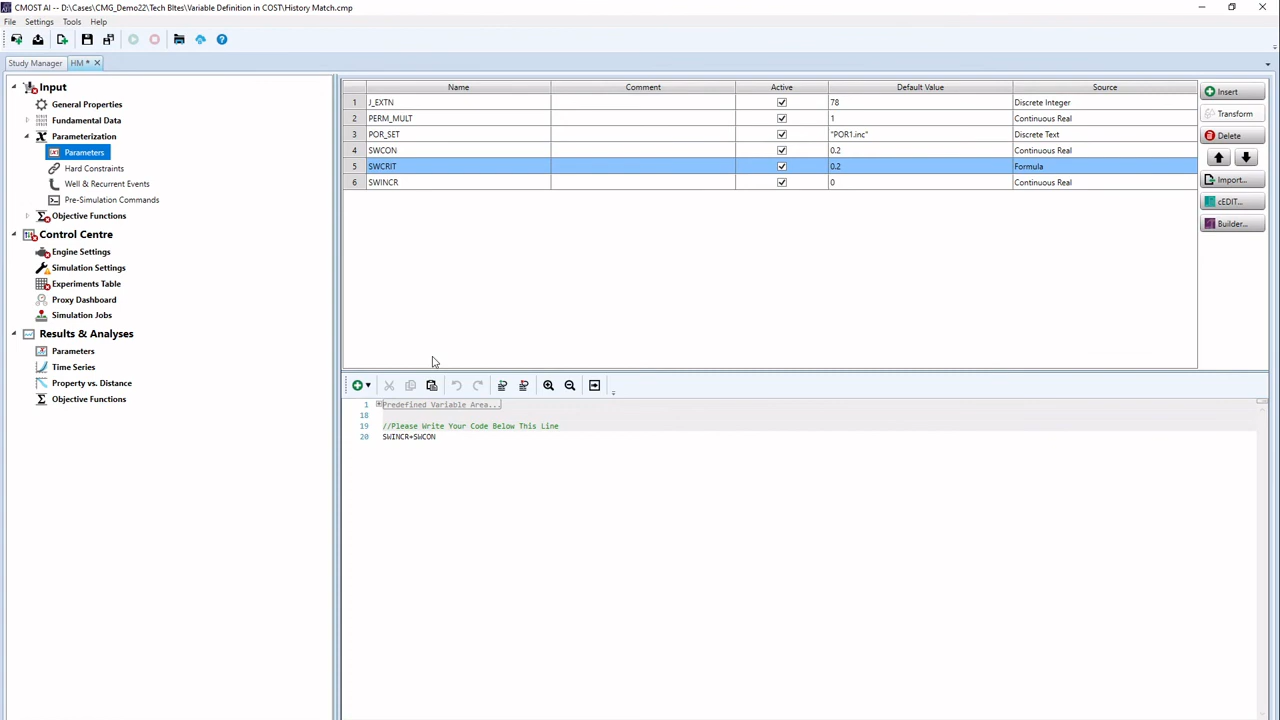 CMOST AI -- D:\Cases\CMG_Demo22\Tech BItes\Variable Definition in COST\History Match.cmp
File Settings Tools Help
Study Manager HM *
Input
General Properties
Fundamental Data
Parameterization
Parameters
Hard Constraints
Well & Recurrent Events
Pre-Simulation Commands
Objective Functions
Control Centre
Engine Settings
Simulation Settings
Experiments Table
Proxy Dashboard
Simulation Jobs
Results & Analyses
Parameters
Time Series
Property vs. Distance
Objective Functions
Name Comment Active Default Value Source
1 J_EXTN 78 Discrete Integer
2 PERM_MULT 1 Continuous Real
3 POR_SET "POR1.inc" Discrete Text
4 SWCON 0.2 Continuous Real
5 SWCRIT 0.2 Formula
6 SWINCR 0 Continuous Real
Insert
Transform
Delete
Import...
cEDIT...
Builder...
1 Predefined Variable Area...
18
19 //Please Write Your Code Below This Line
20 SWINCR+SWCON